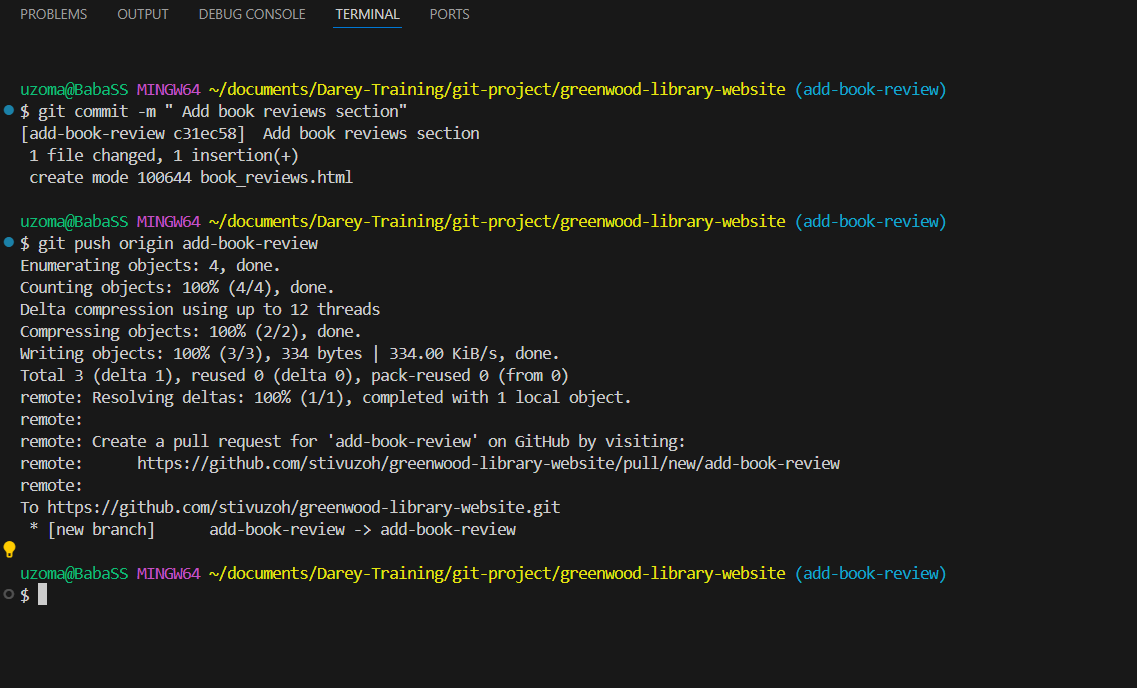 PROBLEMS OUTPUT DEBUG CONSOLE TERMINAL PORTS
uzoma@BabaSS MINGW64 ~/documents/Darey-Training/git-project/greenwood-library-website (add-book-review)
$ git commit -m " Add book reviews section"
[add-book-review c31ec58]  Add book reviews section
 1 file changed, 1 insertion(+)
 create mode 100644 book_reviews.html
uzoma@BabaSS MINGW64 ~/documents/Darey-Training/git-project/greenwood-library-website (add-book-review)
$ git push origin add-book-review
Enumerating objects: 4, done.
Counting objects: 100% (4/4), done.
Delta compression using up to 12 threads
Compressing objects: 100% (2/2), done.
Writing objects: 100% (3/3), 334 bytes | 334.00 KiB/s, done.
Total 3 (delta 1), reused 0 (delta 0), pack-reused 0 (from 0)
remote: Resolving deltas: 100% (1/1), completed with 1 local object.
remote:
remote: Create a pull request for 'add-book-review' on GitHub by visiting:
remote:      https://github.com/stivuzoh/greenwood-library-website/pull/new/add-book-review
remote:
To https://github.com/stivuzoh/greenwood-library-website.git
 * [new branch]      add-book-review -> add-book-review
uzoma@BabaSS MINGW64 ~/documents/Darey-Training/git-project/greenwood-library-website (add-book-review)
$